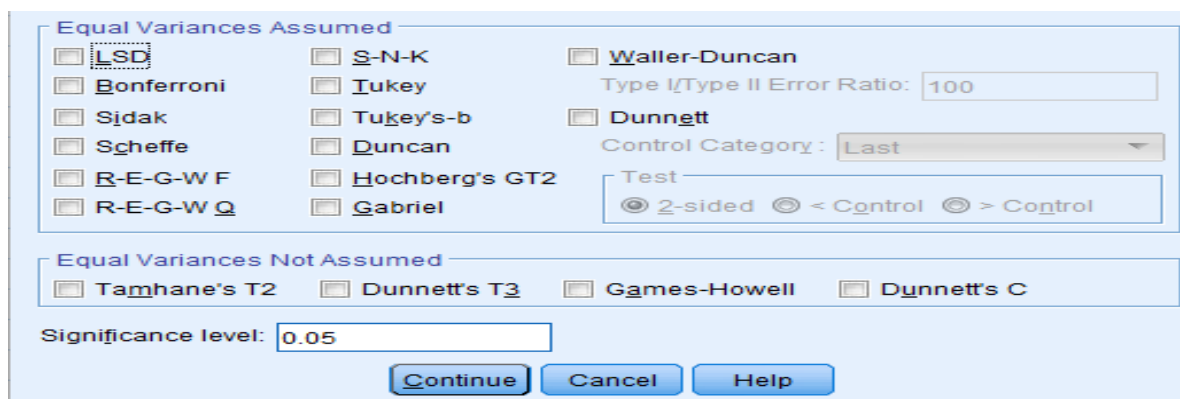 Equal Variances Assumed
LSD S-N-K Waller-Duncan
Bonferroni Tukey Type I/Type II Error Ratio: 100
Sidak Tukey's-b Dunnett
Scheffe Duncan Control Category : Last
R-E-G-W F Hochberg's GT2 Test
R-E-G-W Q Gabriel 2-sided < Control > Control
Equal Variances Not Assumed
Tamhane's T2 Dunnett's T3 Games-Howell Dunnett's C
Significance level: 0.05
Continue Cancel Help